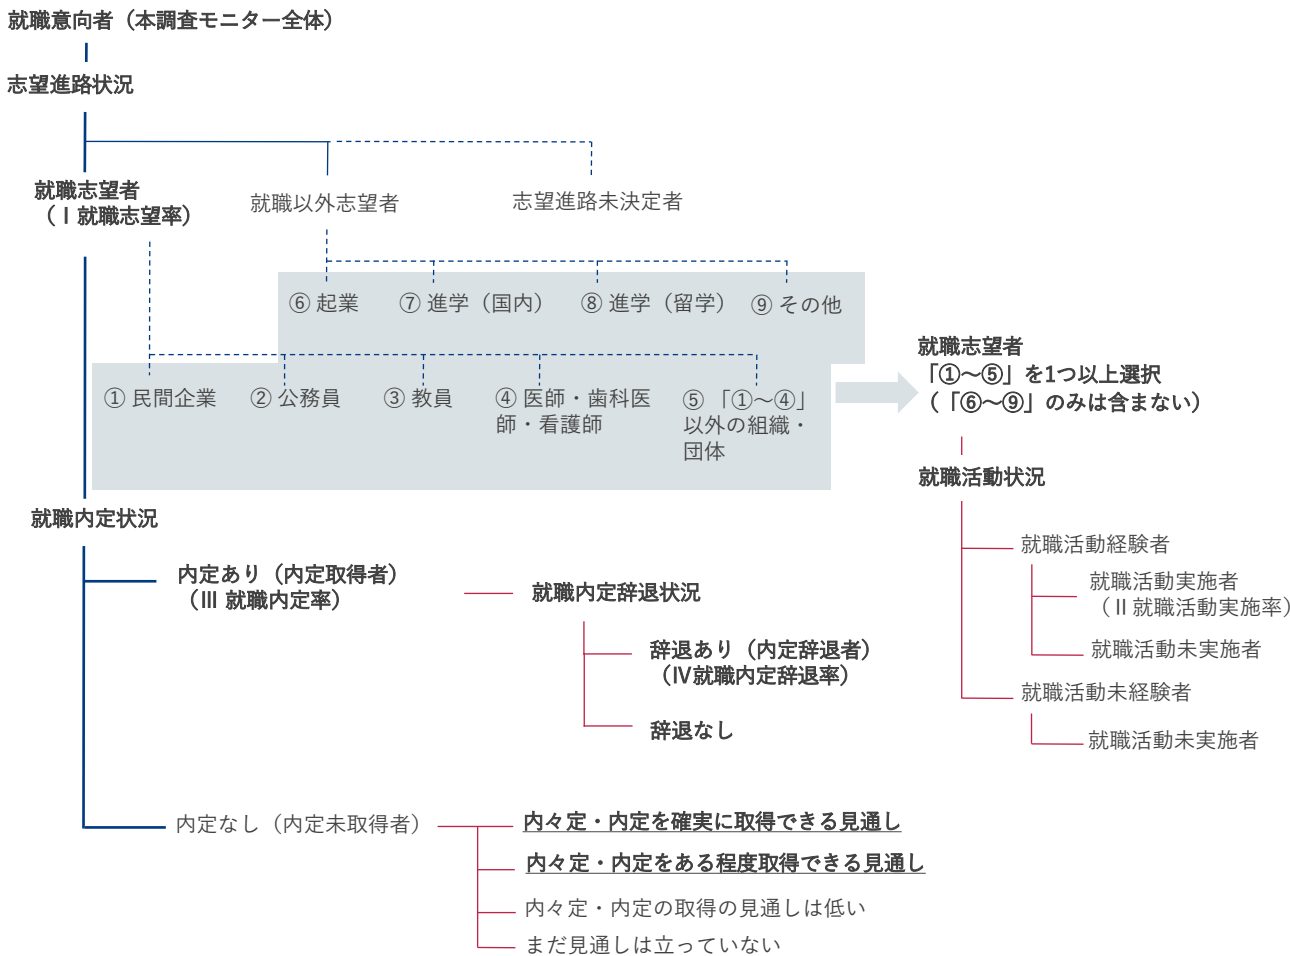 就職意向者（本調査モニター全体）
志望進路状況
就職志望者
（Ⅰ就職志望率）
就職以外志望者
志望進路未決定者
⑥ 起業
⑦ 進学（国内）
⑧ 進学（留学）
⑨ その他
① 民間企業
② 公務員
③ 教員
④ 医師・歯科医
師・看護師
⑤ 「①～④」
以外の組織・
団体
就職志望者
「①～⑤」を1つ以上選択
（「⑥～⑨」のみは含まない）
就職活動状況
就職活動経験者
就職活動実施者
（Ⅱ就職活動実施率）
就職活動未実施者
就職活動未経験者
就職活動未実施者
就職内定状況
内定あり（内定取得者）
（Ⅲ 就職内定率）
就職内定辞退状況
辞退あり（内定辞退者）
（Ⅳ就職内定辞退率）
辞退なし
内定なし（内定未取得者）
内々定・内定を確実に取得できる見通し
内々定・内定をある程度取得できる見通し
内々定・内定の取得の見通しは低い
まだ見通しは立っていない